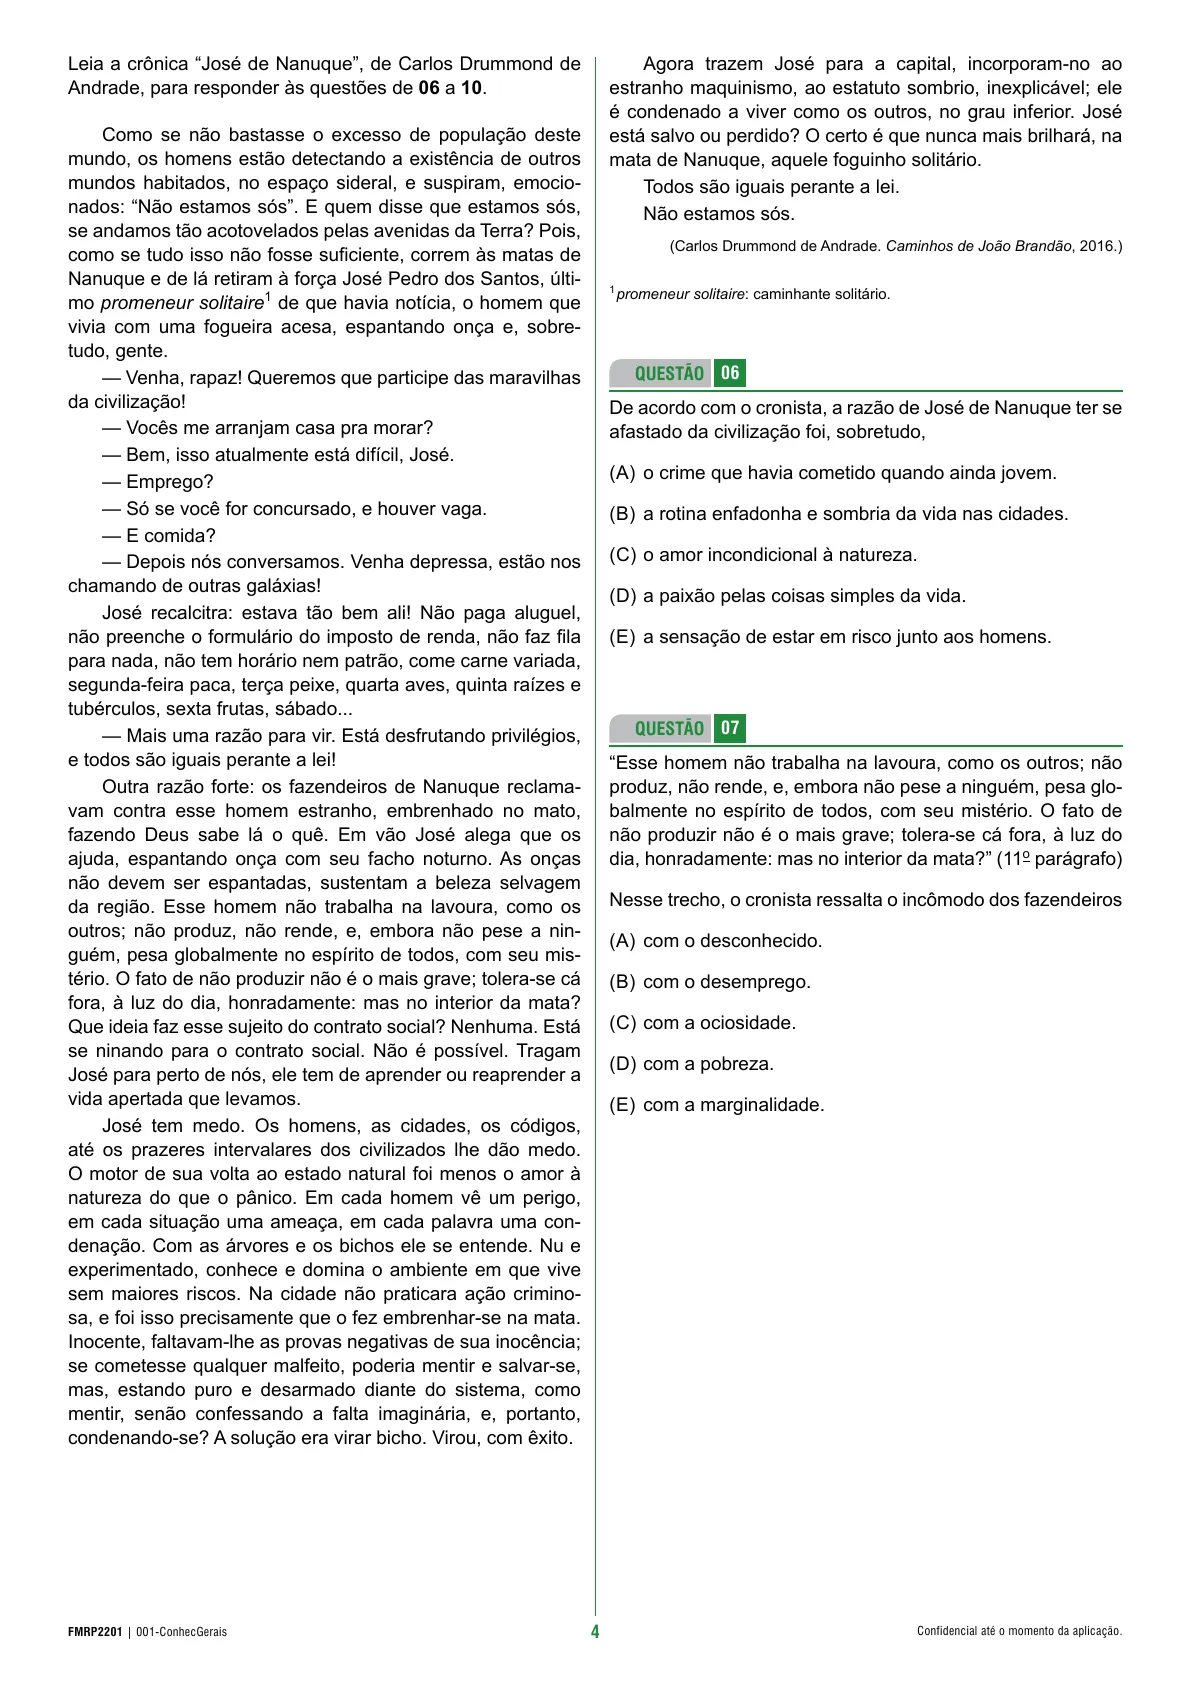 Leia a crônica “José de Nanuque”, de Carlos Drummond de
Andrade, para responder às questões de 06 a 10.
Como se não bastasse o excesso de população deste
mundo, os homens estão detectando a existência de outros
mundos habitados, no espaço sideral, e suspiram, emocio-
nados: “Não estamos sós”. E quem disse que estamos sós,
se andamos tão acotovelados pelas avenidas da Terra? Pois,
como se tudo isso não fosse suficiente, correm às matas de
Nanuque e de lá retiram à força José Pedro dos Santos, últi-
mo promeneur solitaire¹ de que havia notícia, o homem que
vivia com uma fogueira acesa, espantando onça e, sobre-
tudo, gente.
— Venha, rapaz! Queremos que participe das maravilhas
da civilização!
— Vocês me arranjam casa pra morar?
— Bem, isso atualmente está difícil, José.
— Emprego?
— Só se você for concursado, e houver vaga.
— E comida?
— Depois nós conversamos. Venha depressa, estão nos
chamando de outras galáxias!
José recalcitra: estava tão bem ali! Não paga aluguel,
não preenche o formulário do imposto de renda, não faz fila
para nada, não tem horário nem patrão, come carne variada,
segunda-feira paca, terça peixe, quarta aves, quinta raízes e
tubérculos, sexta frutas, sábado...
— Mais uma razão para vir. Está desfrutando privilégios,
e todos são iguais perante a lei!
Outra razão forte: os fazendeiros de Nanuque reclama-
vam contra esse homem estranho, embrenhado no mato,
fazendo Deus sabe lá o quê. Em vão José alega que os
ajuda, espantando onça com seu facho noturno. As onças
não devem ser espantadas, sustentam a beleza selvagem
da região. Esse homem não trabalha na lavoura, como os
outros; não produz, não rende, e, embora não pese a nin-
guém, pesa globalmente no espírito de todos, com seu mis-
tério. O fato de não produzir não é o mais grave; tolera-se cá
fora, à luz do dia, honradamente: mas no interior da mata?
Que ideia faz esse sujeito do contrato social? Nenhuma. Está
se ninando para o contrato social. Não é possível. Tragam
José para perto de nós, ele tem de aprender ou reaprender a
vida apertada que levamos.
José tem medo. Os homens, as cidades, os códigos,
até os prazeres intervalares dos civilizados lhe dão medo.
O motor de sua volta ao estado natural foi menos o amor à
natureza do que o pânico. Em cada homem vê um perigo,
em cada situação uma ameaça, em cada palavra uma con-
denação. Com as árvores e os bichos ele se entende. Nu e
experimentado, conhece e domina o ambiente em que vive
sem maiores riscos. Na cidade não praticara ação crimino-
sa, e foi isso precisamente que o fez embrenhar-se na mata.
Inocente, faltavam-lhe as provas negativas de sua inocência;
se cometesse qualquer malfeito, poderia mentir e salvar-se,
mas, estando puro e desarmado diante do sistema, como
mentir, senão confessando a falta imaginária, e, portanto,
condenando-se? A solução era virar bicho. Virou, com êxito.
Agora trazem José para a capital, incorporam-no ao
estranho maquinismo, ao estatuto sombrio, inexplicável; ele
é condenado a viver como os outros, no grau inferior. José
está salvo ou perdido? O certo é que nunca mais brilhará, na
mata de Nanuque, aquele foguinho solitário.
Todos são iguais perante a lei.
Não estamos sós.
(Carlos Drummond de Andrade. Caminhos de João Brandão, 2016.)
¹ promeneur solitaire: caminhante solitário.
QUESTÃO 06
De acordo com o cronista, a razão de José de Nanuque ter se
afastado da civilização foi, sobretudo,
(A) o crime que havia cometido quando ainda jovem.
(B) a rotina enfadonha e sombria da vida nas cidades.
(C) o amor incondicional à natureza.
(D) a paixão pelas coisas simples da vida.
(E) a sensação de estar em risco junto aos homens.
QUESTÃO 07
“Esse homem não trabalha na lavoura, como os outros; não
produz, não rende, e, embora não pese a ninguém, pesa glo-
balmente no espírito de todos, com seu mistério. O fato de
não produzir não é o mais grave; tolera-se cá fora, à luz do
dia, honradamente: mas no interior da mata?” (11º parágrafo)
Nesse trecho, o cronista ressalta o incômodo dos fazendeiros
(A) com o desconhecido.
(B) com o desemprego.
(C) com a ociosidade.
(D) com a pobreza.
(E) com a marginalidade.
FMRP2201 | 001-ConhecGerais
4
Confidencial até o momento da aplicação.